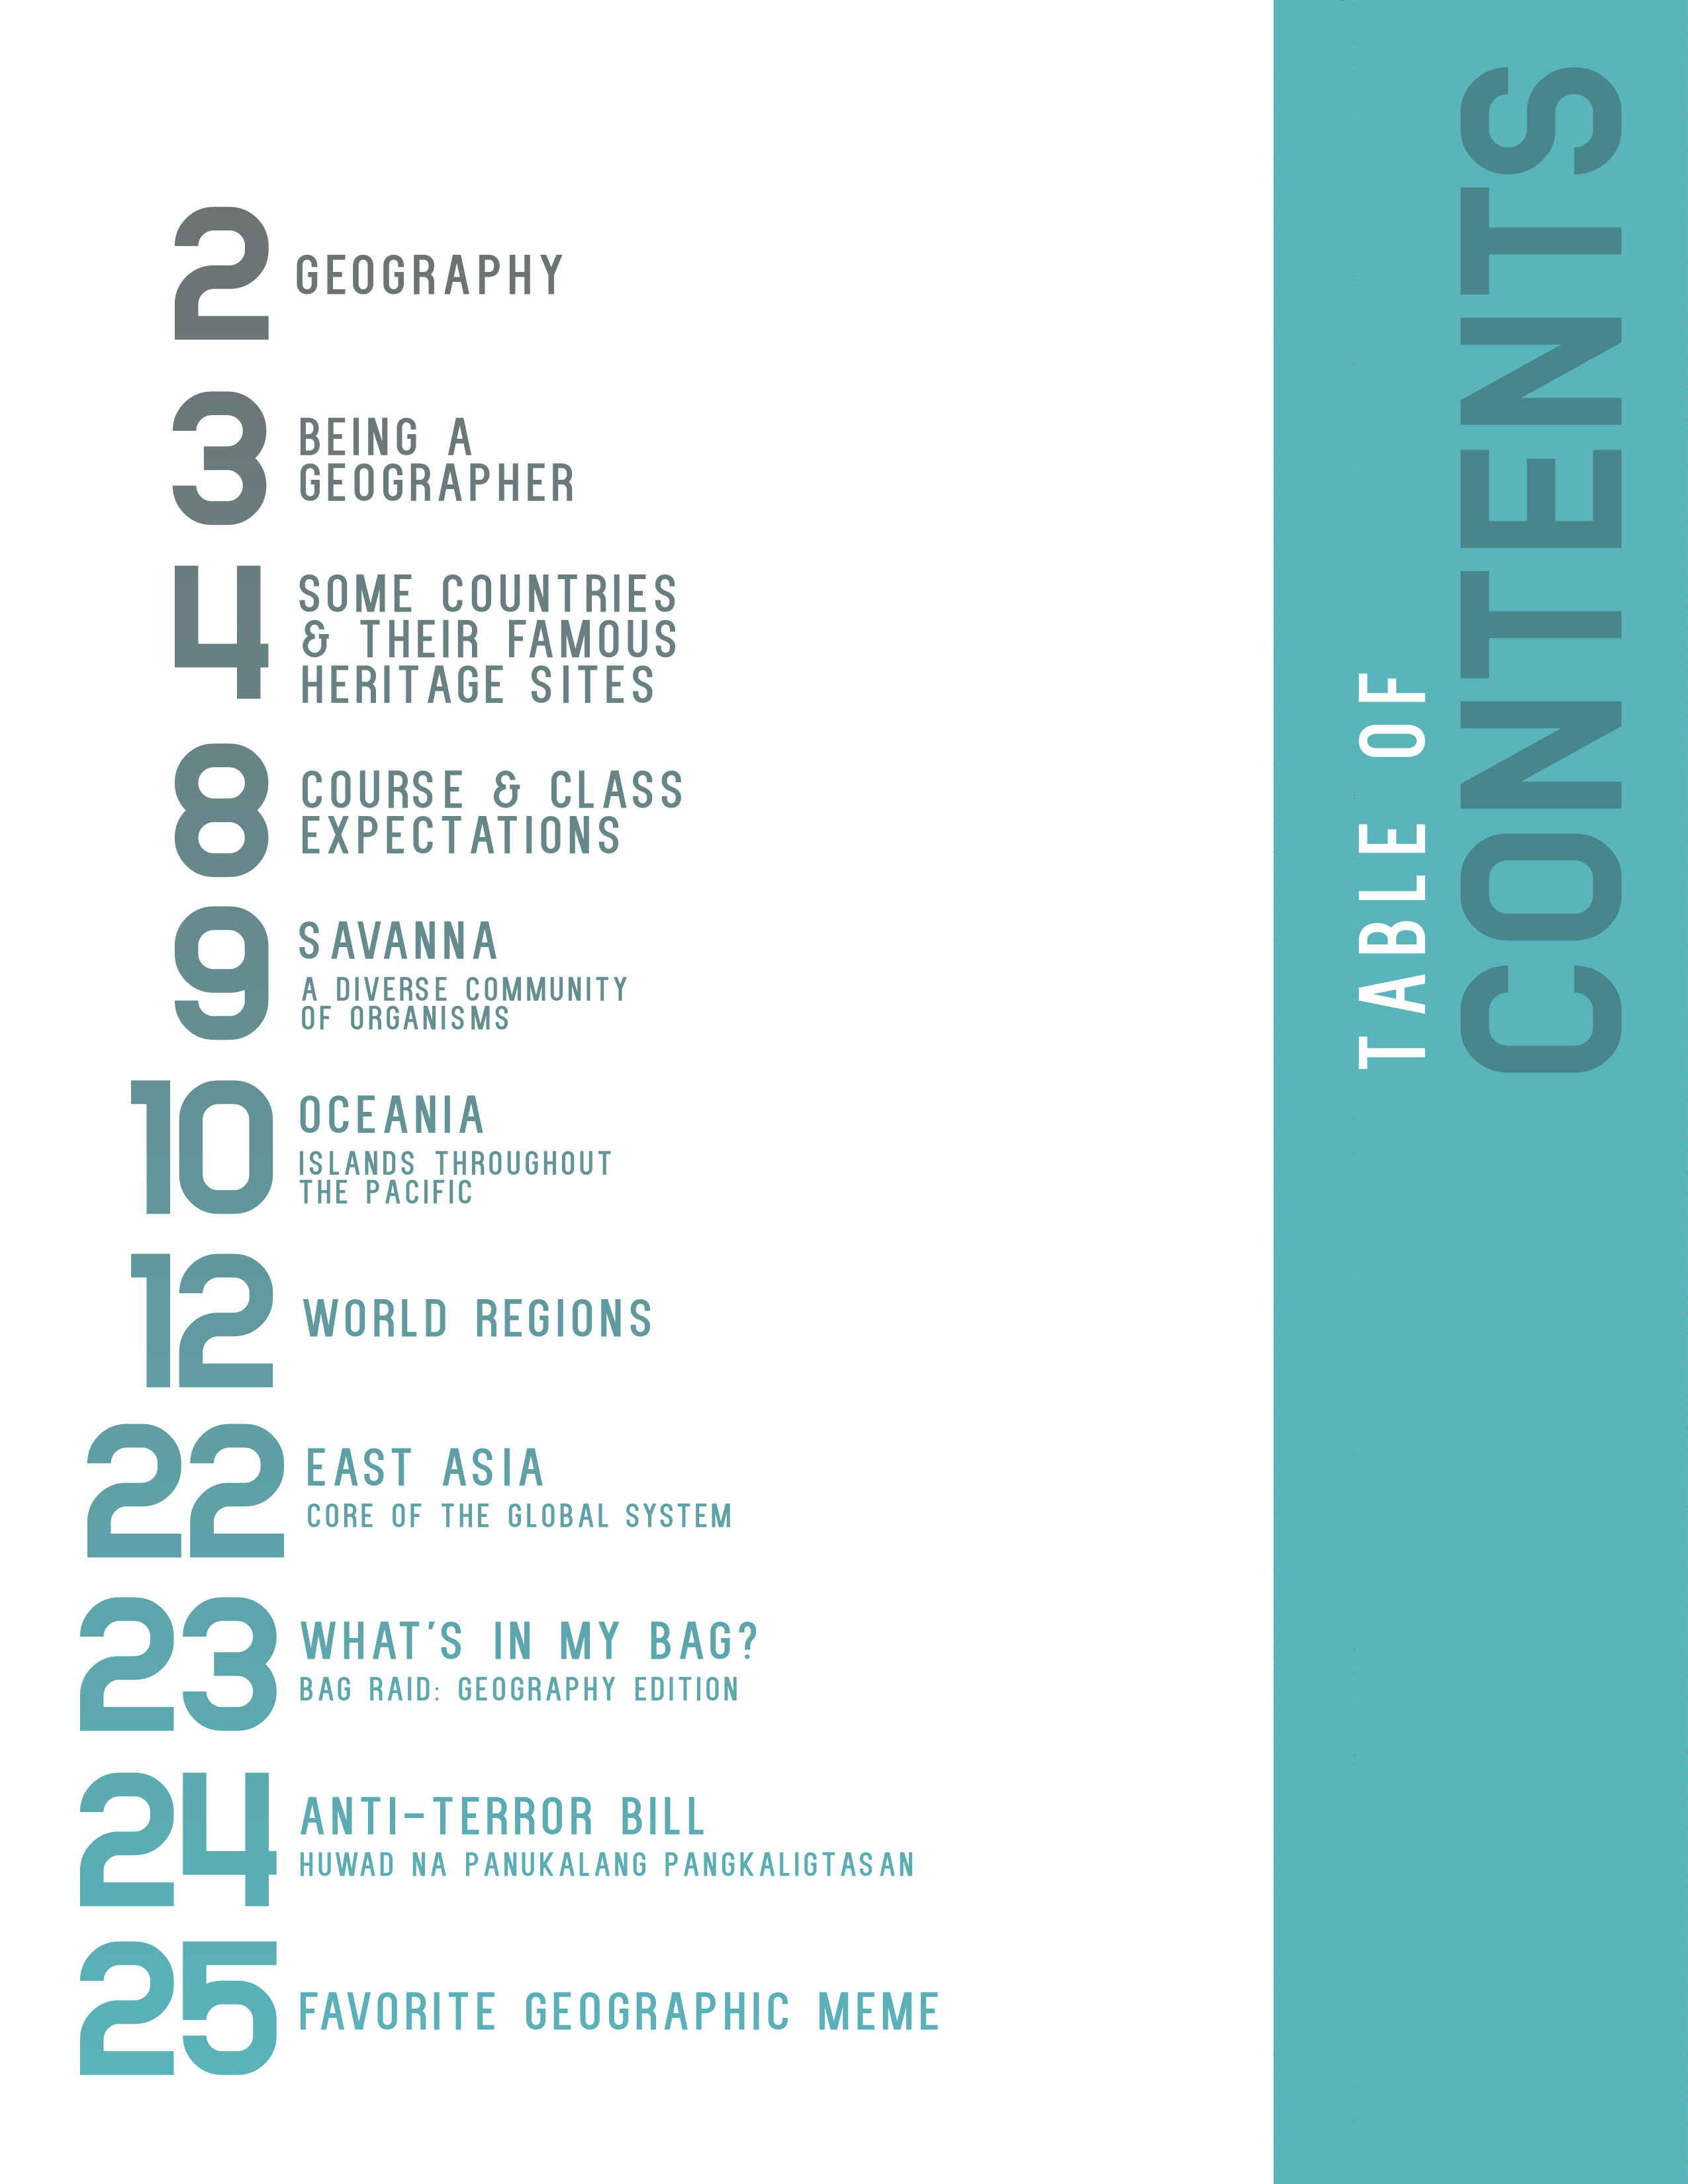 TABLE OF
CONTENTS
2
GEOGRAPHY
3
BEING A
GEOGRAPHER
4
SOME COUNTRIES
& THEIR FAMOUS
HERITAGE SITES
8
COURSE & CLASS
EXPECTATIONS
9
SAVANNA
A DIVERSE COMMUNITY
OF ORGANISMS
10
OCEANIA
ISLANDS THROUGHOUT
THE PACIFIC
12
WORLD REGIONS
22
EAST ASIA
CORE OF THE GLOBAL SYSTEM
23
WHAT'S IN MY BAG?
BAG RAID: GEOGRAPHY EDITION
24
ANTI-TERROR BILL
HUWAD NA PANUKALANG PANGKALIGTASAN
25
FAVORITE GEOGRAPHIC MEME